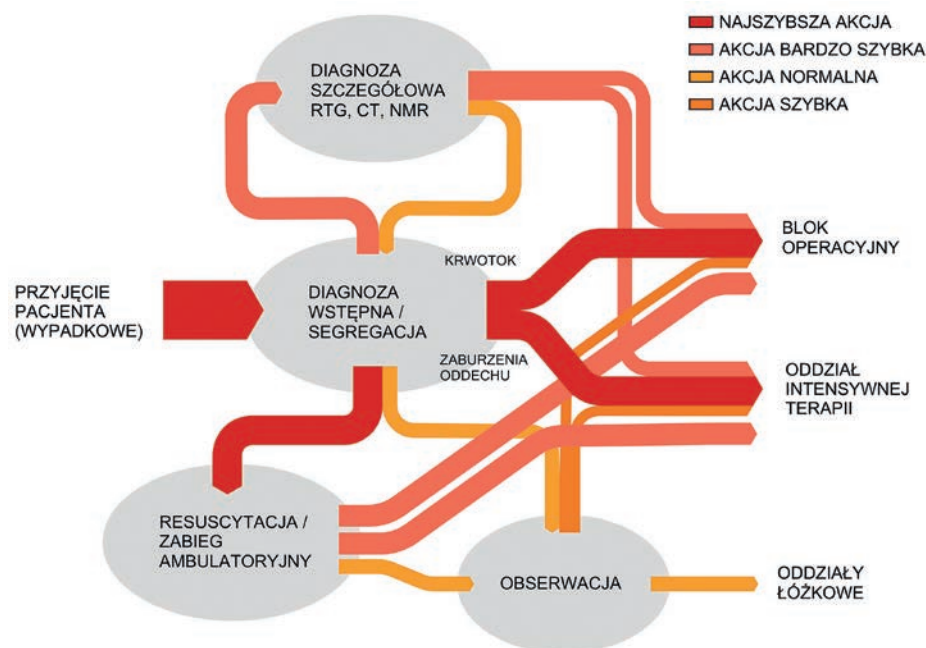 NAJSZYBSZA AKCJA
AKCJA BARDZO SZYBKA
AKCJA NORMALNA
AKCJA SZYBKA
DIAGNOZA
SZCZEGÓŁOWA
RTG, CT, NMR
BLOK
OPERACYJNY
KRWOTOK
PRZYJĘCIE
PACJENTA
(WYPADKOWE)
DIAGNOZA
WSTĘPNA /
SEGREGACJA
ZABURZENIA
ODDECHU
ODDZIAŁ
INTENSYWNEJ
TERAPII
RESUSCYTACJA /
ZABIEG
AMBULATORYJNY
OBSERWACJA
ODDZIAŁY
ŁÓŻKOWE